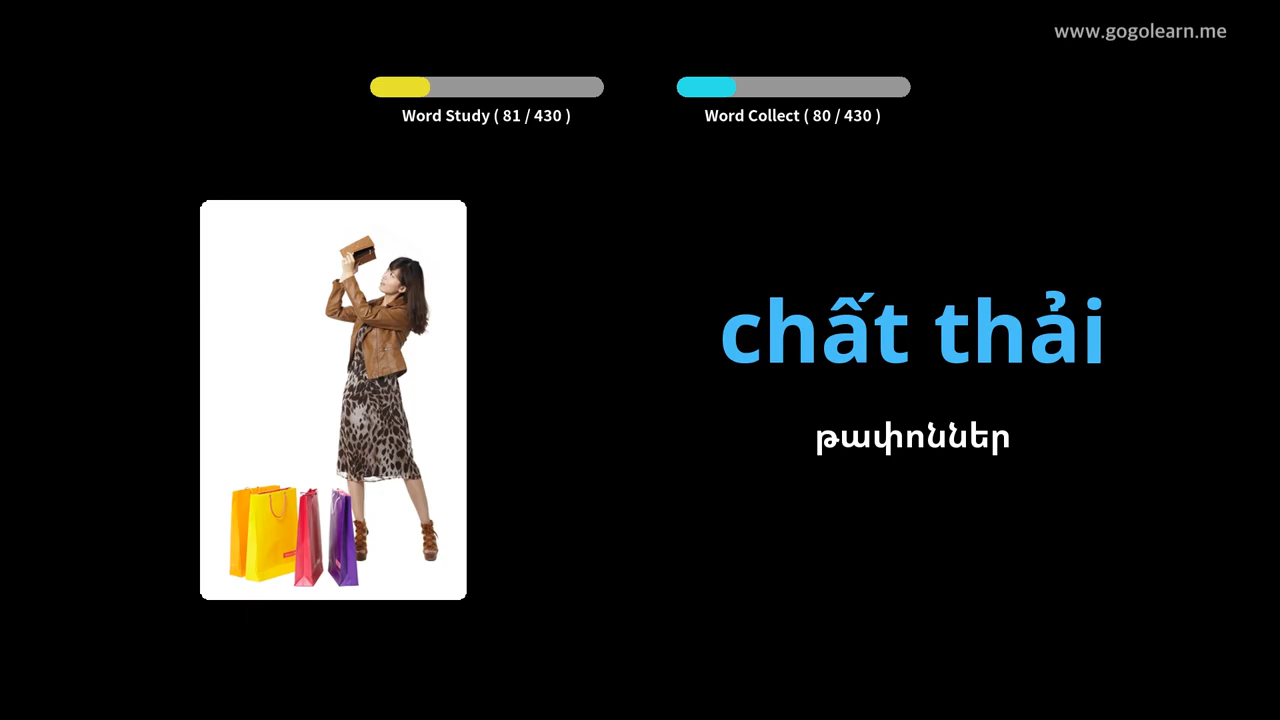 www.gogolearn.me
Word Study ( 81 / 430 )
Word Collect ( 80 / 430 )
chất thải
թափոններ